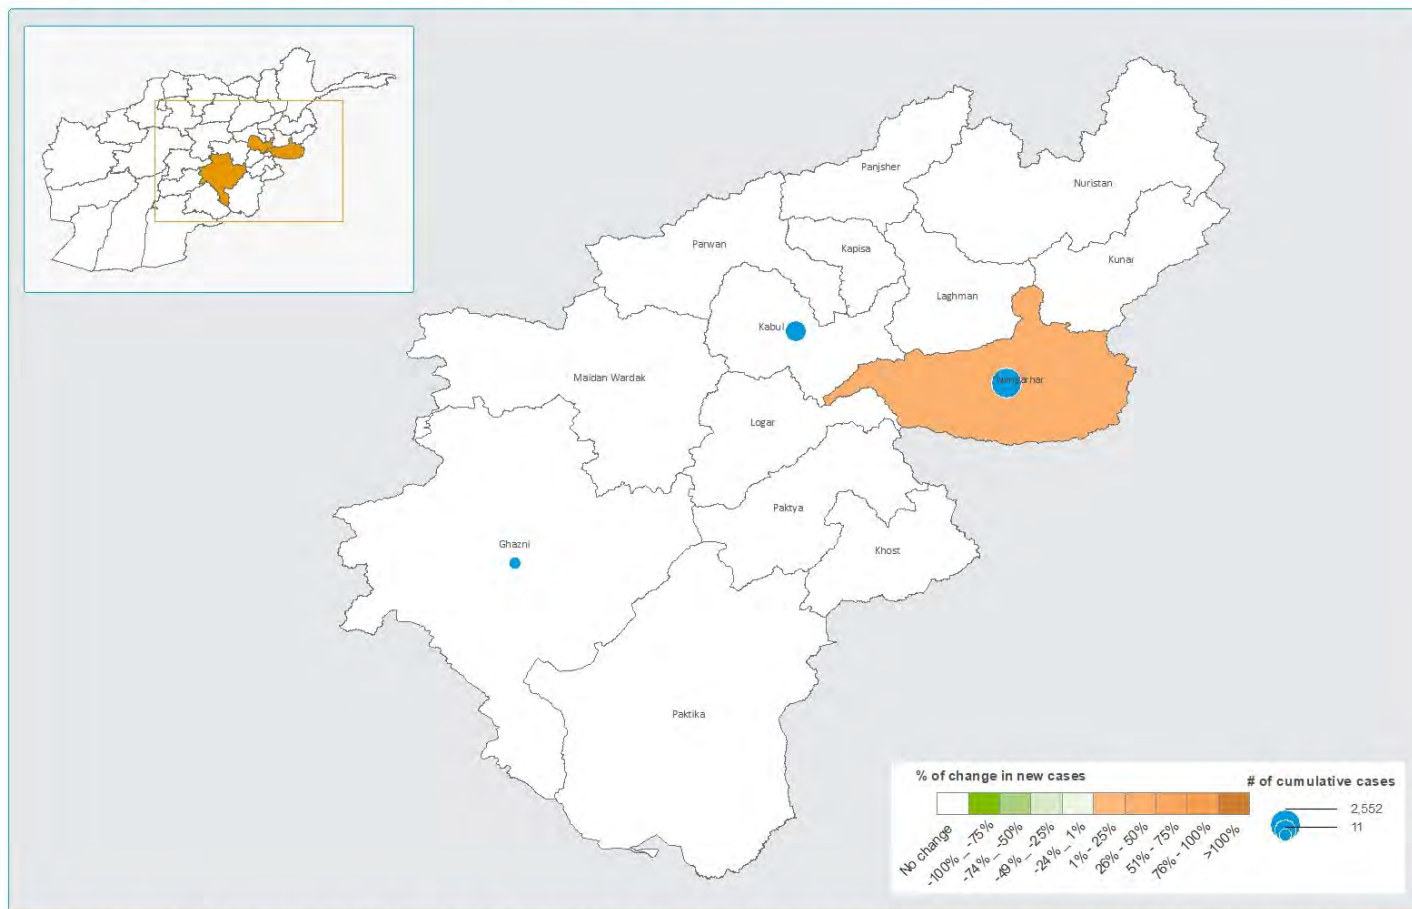 Panjsher
Nuristan
Parwan
Kapisa
Kunar
Laghman
Kabul
Maidan Wardak
Nangarhar
Logar
Paktya
Ghazni
Khost
Paktika
% of change in new cases
# of cumulative cases
2,552
11
No change
-100% _ -75%
-74% _ -50%
-49% _ -25%
-24% _ 1%
1% - 25%
26% - 50%
51% - 75%
76% - 100%
>100%